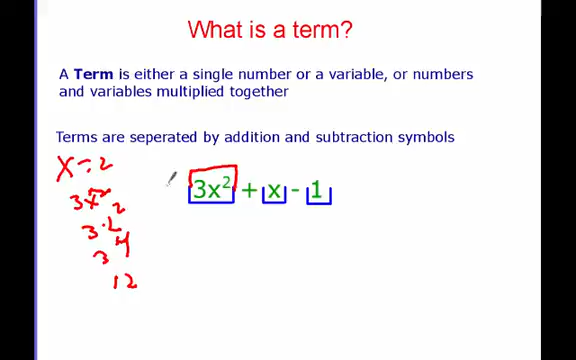 What is a term?
A Term is either a single number or a variable, or numbers
and variables multiplied together
Terms are seperated by addition and subtraction symbols
x = 2
3x² + x - 1
3x²
3·2²
3 4
12